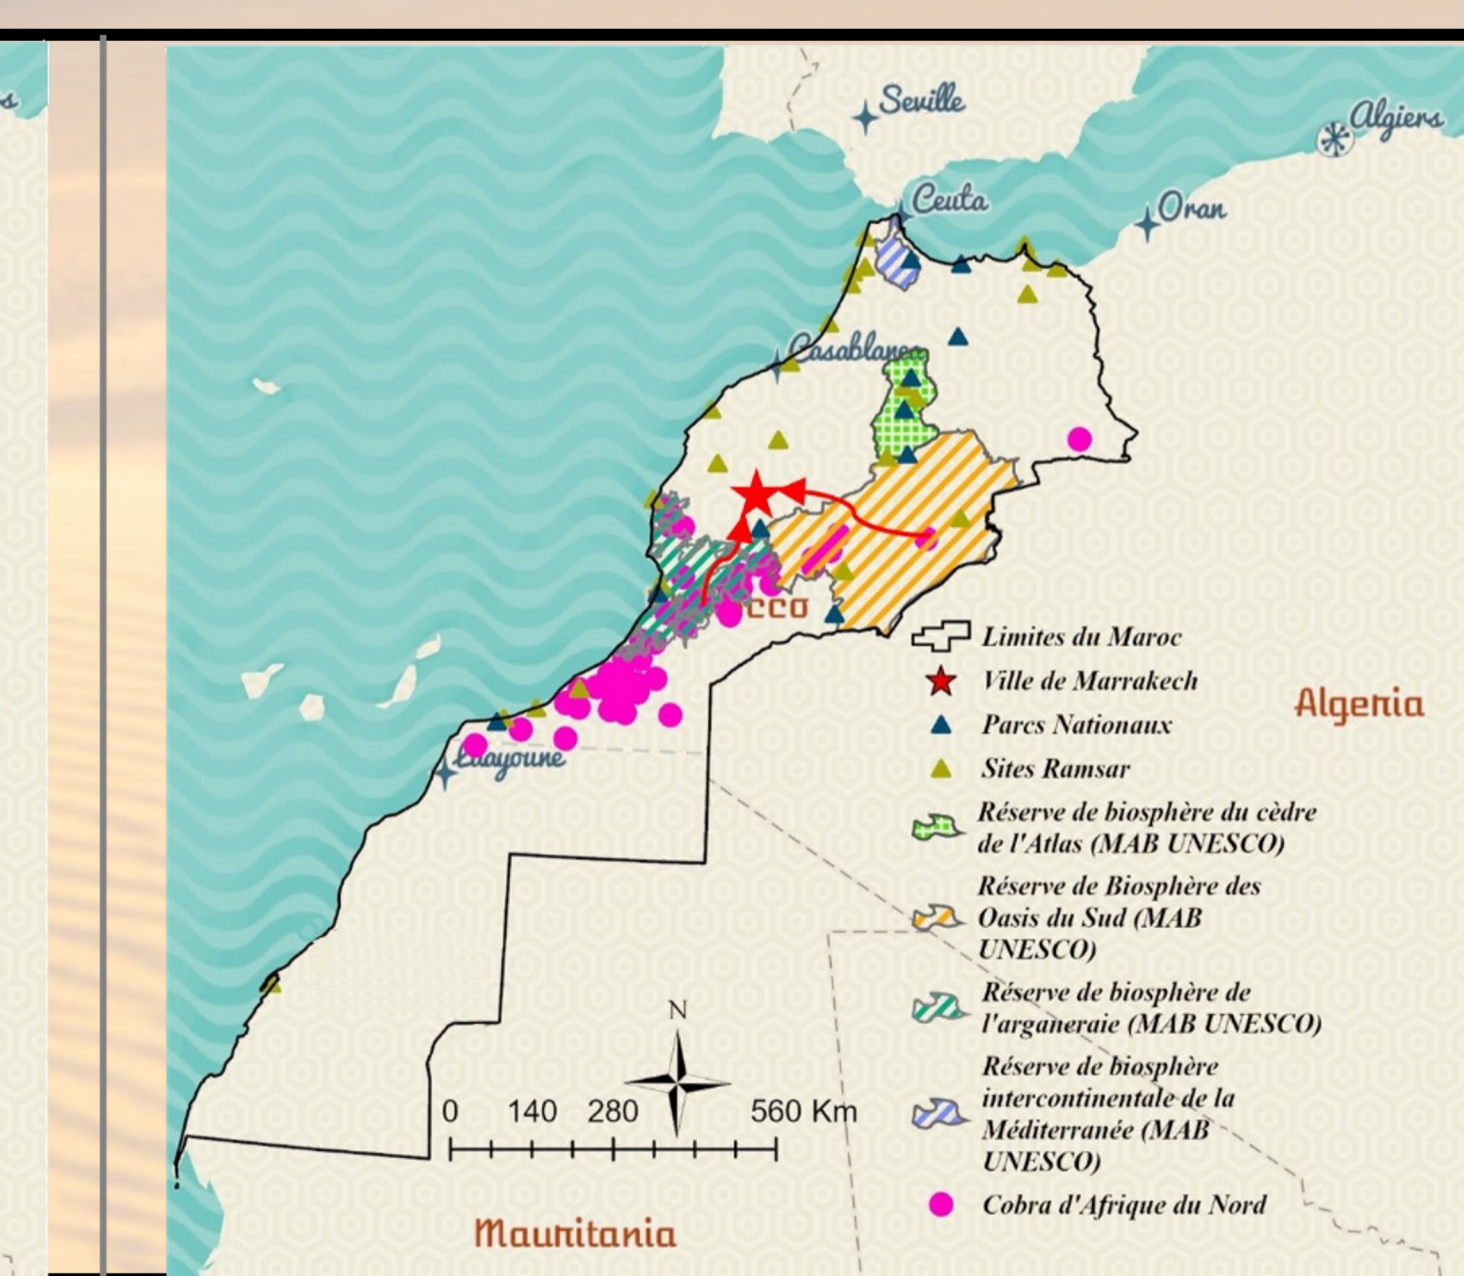 s
Seville
Algiers
Ceuta
Oran
Casablanca
cco
Limites du Maroc
Ville de Marrakech
Algeria
Parcs Nationaux
Laayoune
Sites Ramsar
Réserve de biosphère du cèdre
de l'Atlas (MAB UNESCO)
Réserve de Biosphère des
Oasis du Sud (MAB
UNESCO)
Réserve de biosphère de
l'arganeraie (MAB UNESCO)
N
Réserve de biosphère
intercontinentale de la
Méditerranée (MAB
UNESCO)
0 140 280 560 Km
Cobra d'Afrique du Nord
Mauritania